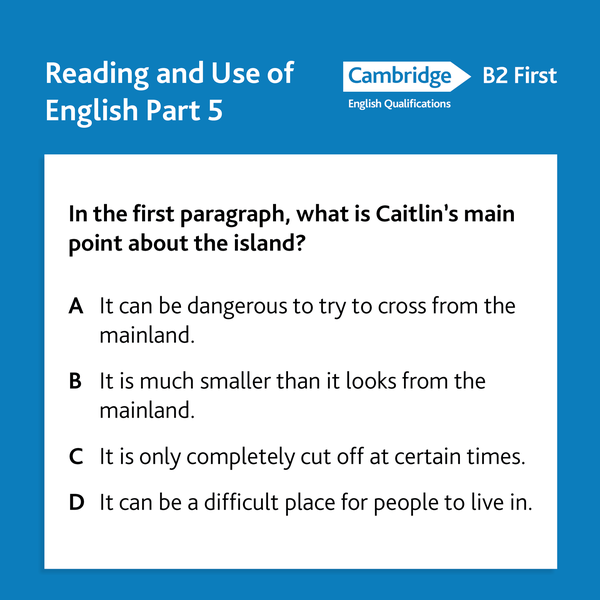 Reading and Use of
English Part 5
Cambridge
English Qualifications
B2 First
In the first paragraph, what is Caitlin's main
point about the island?
A It can be dangerous to try to cross from the
mainland.
B It is much smaller than it looks from the
mainland.
C It is only completely cut off at certain times.
D It can be a difficult place for people to live in.